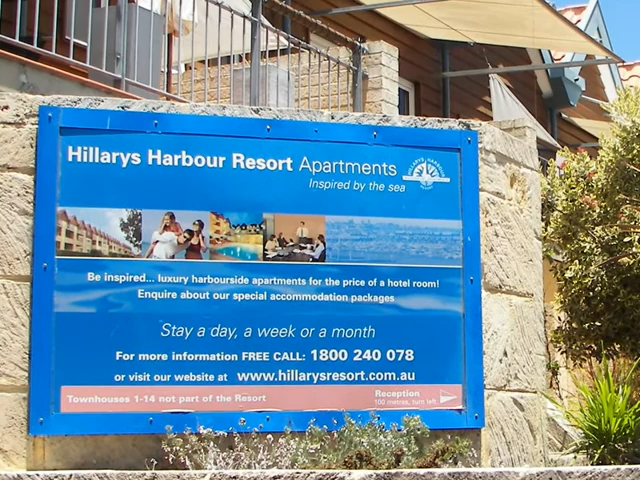 Hillarys Harbour Resort Apartments
HILLARYS HARBOUR
RESORT
Inspired by the sea
Be inspired... luxury harbourside apartments for the price of a hotel room!
Enquire about our special accommodation packages
Stay a day, a week or a month
For more information FREE CALL: 1800 240 078
or visit our website at www.hillarysresort.com.au
Townhouses 1-14 not part of the Resort
Reception
100 metres, turn left